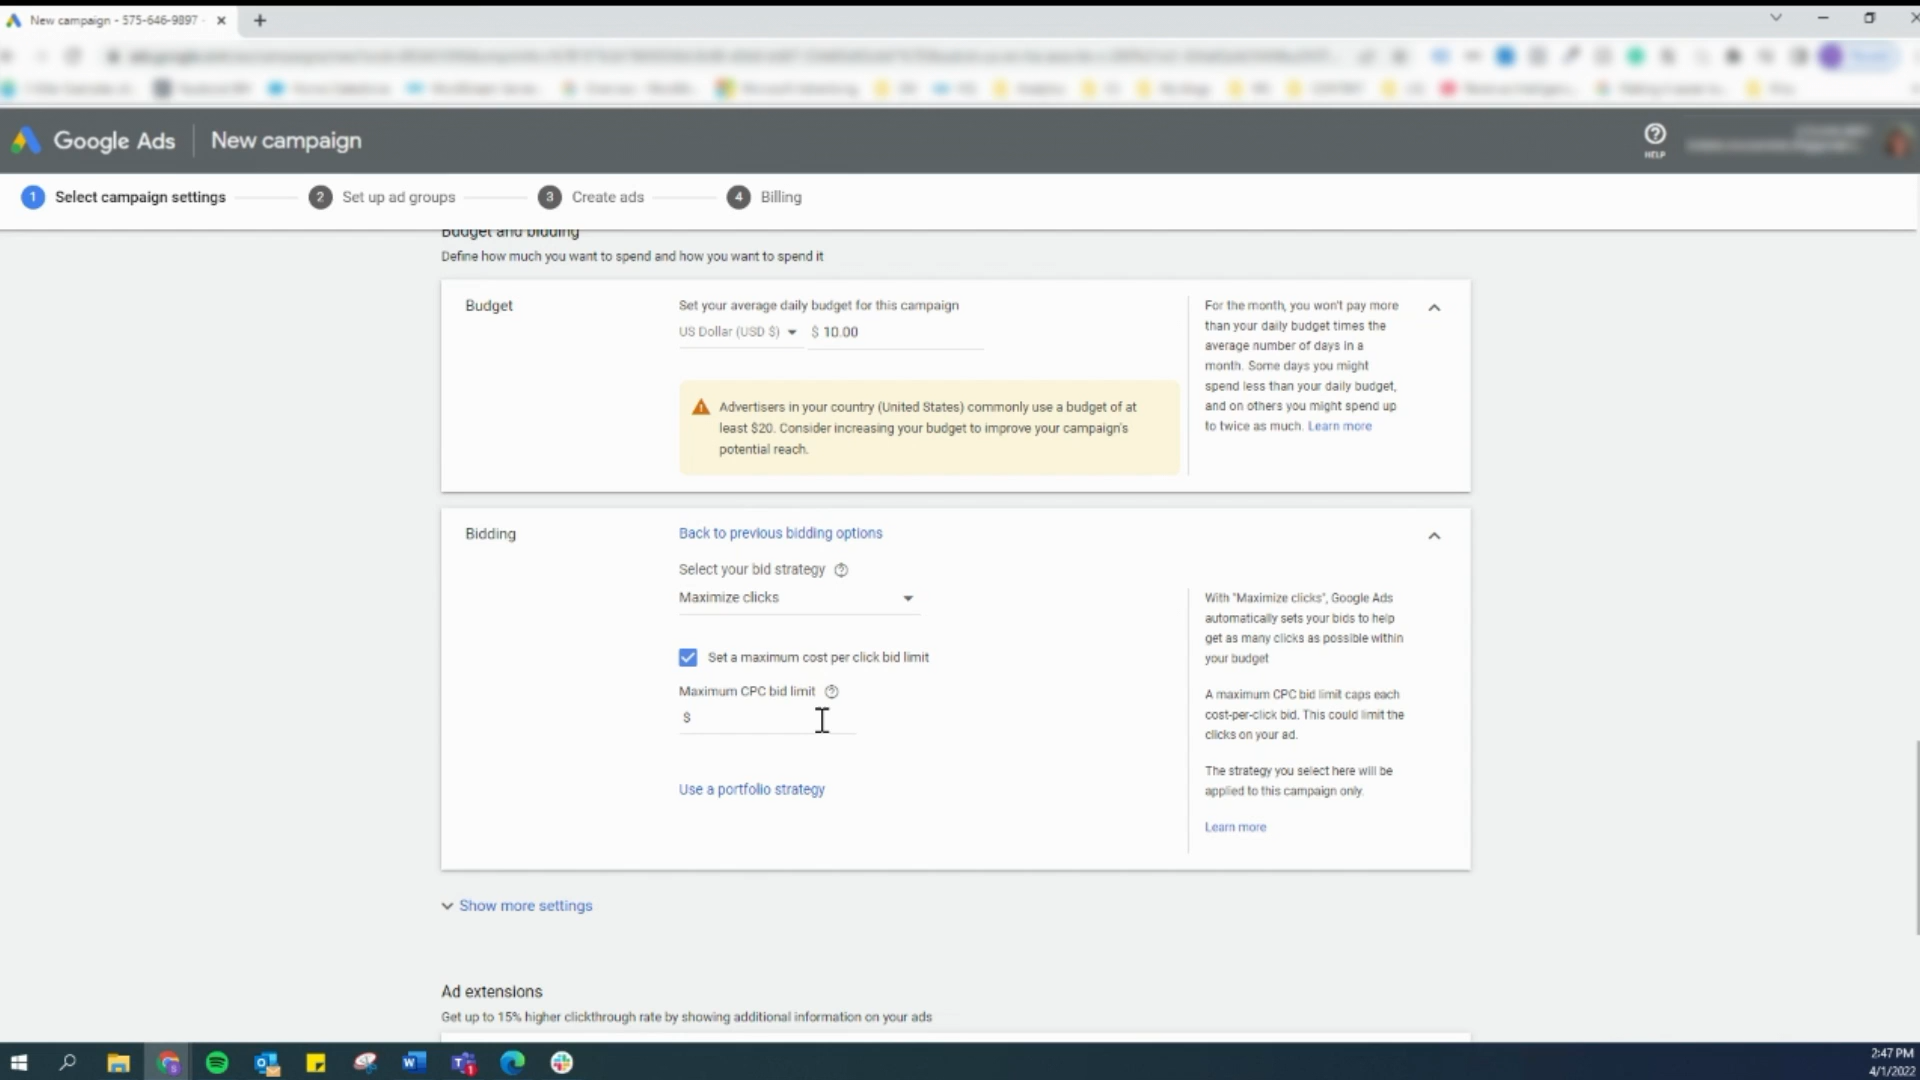 New campaign - 575-646-9897 -
Google Ads
New campaign
HELP
1 Select campaign settings
2 Set up ad groups
3 Create ads
4 Billing
Budget and bidding
Define how much you want to spend and how you want to spend it
Budget
Set your average daily budget for this campaign
US Dollar (USD $)
$ 10.00
Advertisers in your country (United States) commonly use a budget of at
least $20. Consider increasing your budget to improve your campaign's
potential reach.
For the month, you won't pay more
than your daily budget times the
average number of days in a
month. Some days you might
spend less than your daily budget,
and on others you might spend up
to twice as much. Learn more
Bidding
Back to previous bidding options
Select your bid strategy
Maximize clicks
Set a maximum cost per click bid limit
Maximum CPC bid limit
$
Use a portfolio strategy
With "Maximize clicks", Google Ads
automatically sets your bids to help
get as many clicks as possible within
your budget
A maximum CPC bid limit caps each
cost-per-click bid. This could limit the
clicks on your ad.
The strategy you select here will be
applied to this campaign only.
Learn more
Show more settings
Ad extensions
Get up to 15% higher clickthrough rate by showing additional information on your ads
2:47 PM
4/1/2022